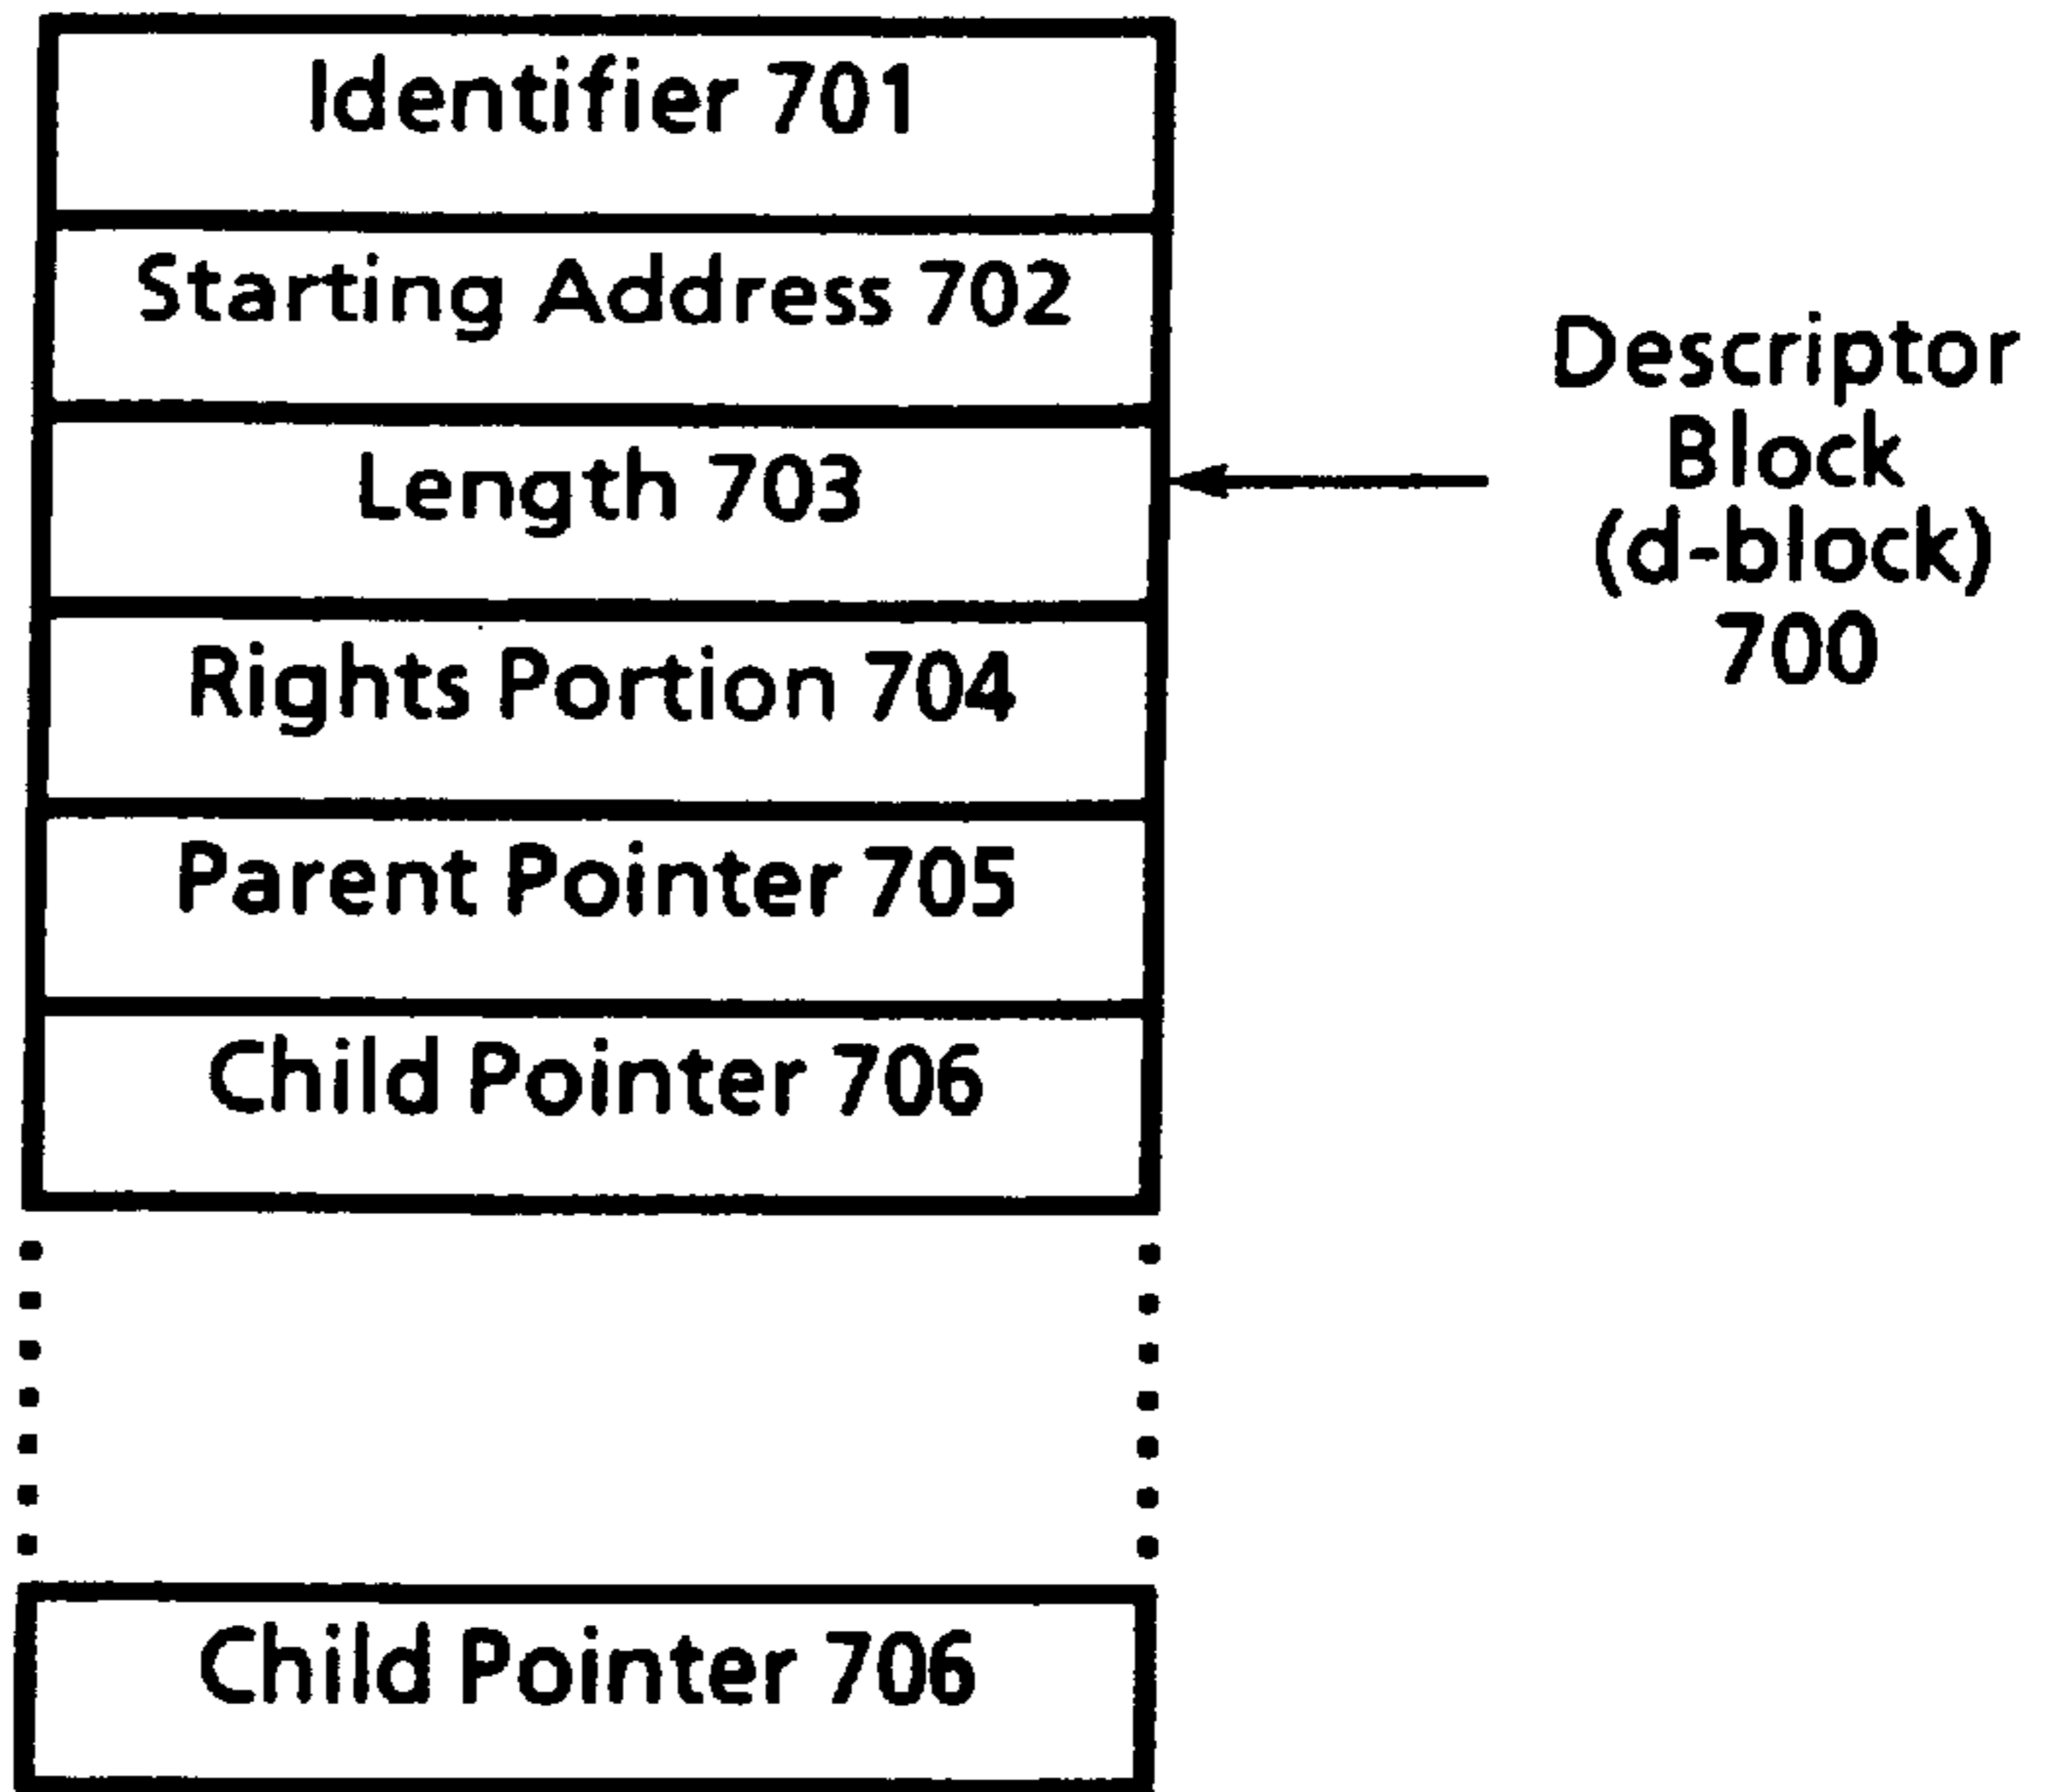 Identifier 701
Starting Address 702
Length 703
Rights Portion 704
Parent Pointer 705
Child Pointer 706
Child Pointer 706
Descriptor
Block
(d-block)
700